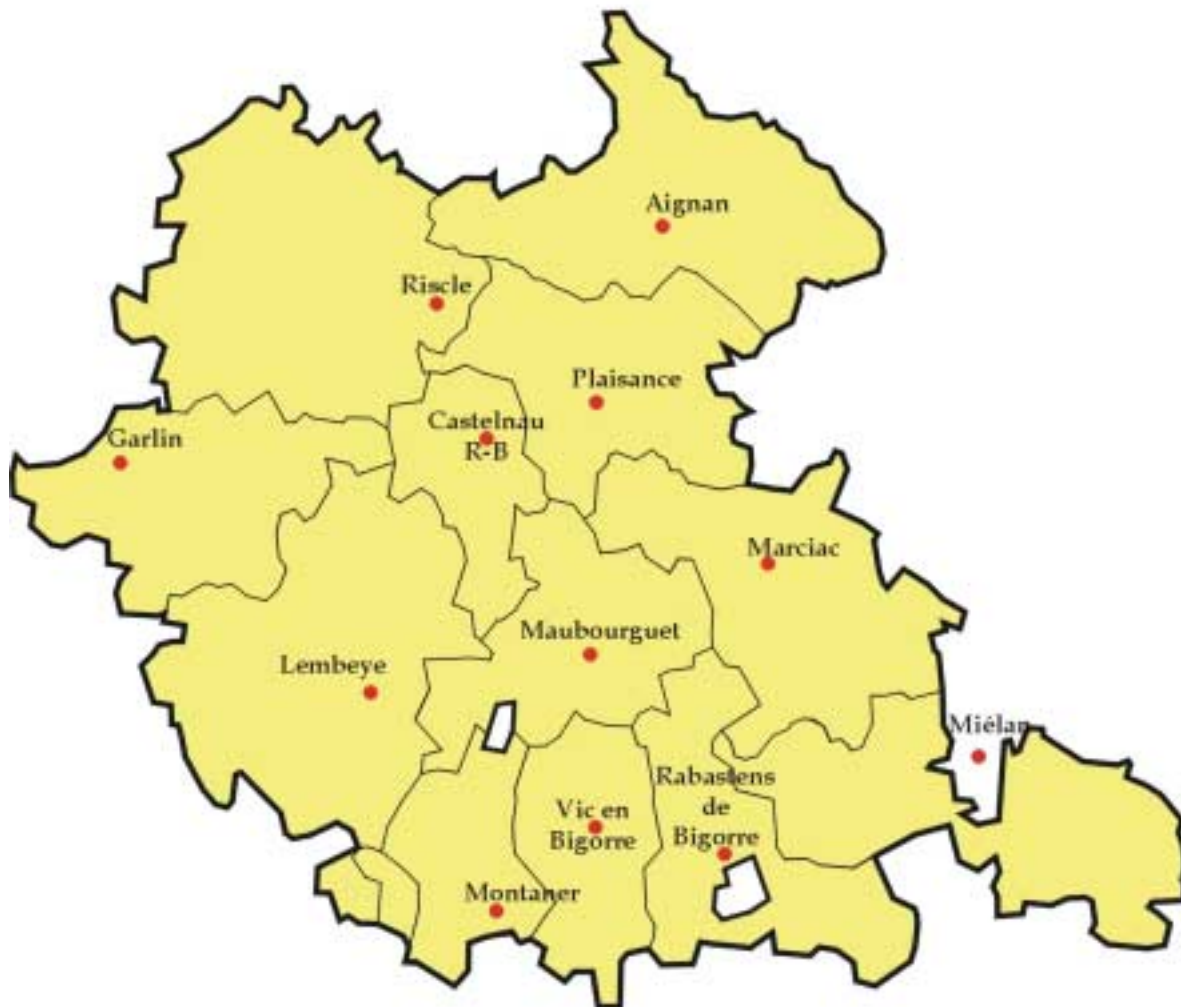 Aignan
Riscle
Plaisance
Castelnau
R-B
Garlin
Marciac
Maubourguet
Lembeye
Miélan
Rabastens
de
Bigorre
Vic en
Bigorre
Montaner